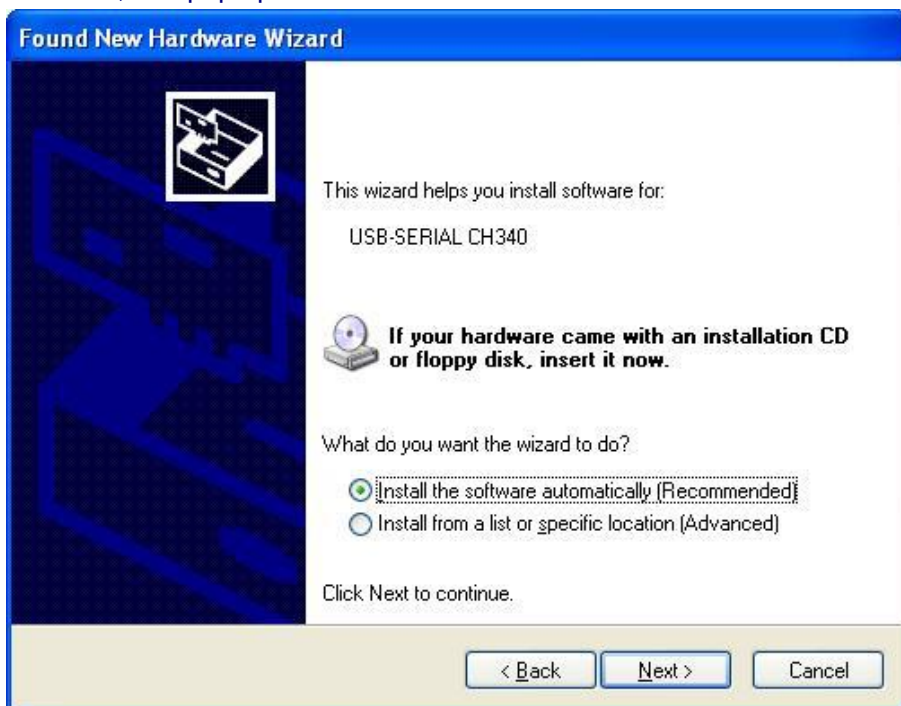 Found New Hardware Wizard
This wizard helps you install software for:
USB-SERIAL CH340
If your hardware came with an installation CD
or floppy disk, insert it now.
What do you want the wizard to do?
Install the software automatically (Recommended)
Install from a list or specific location (Advanced)
Click Next to continue.
< Back Next > Cancel